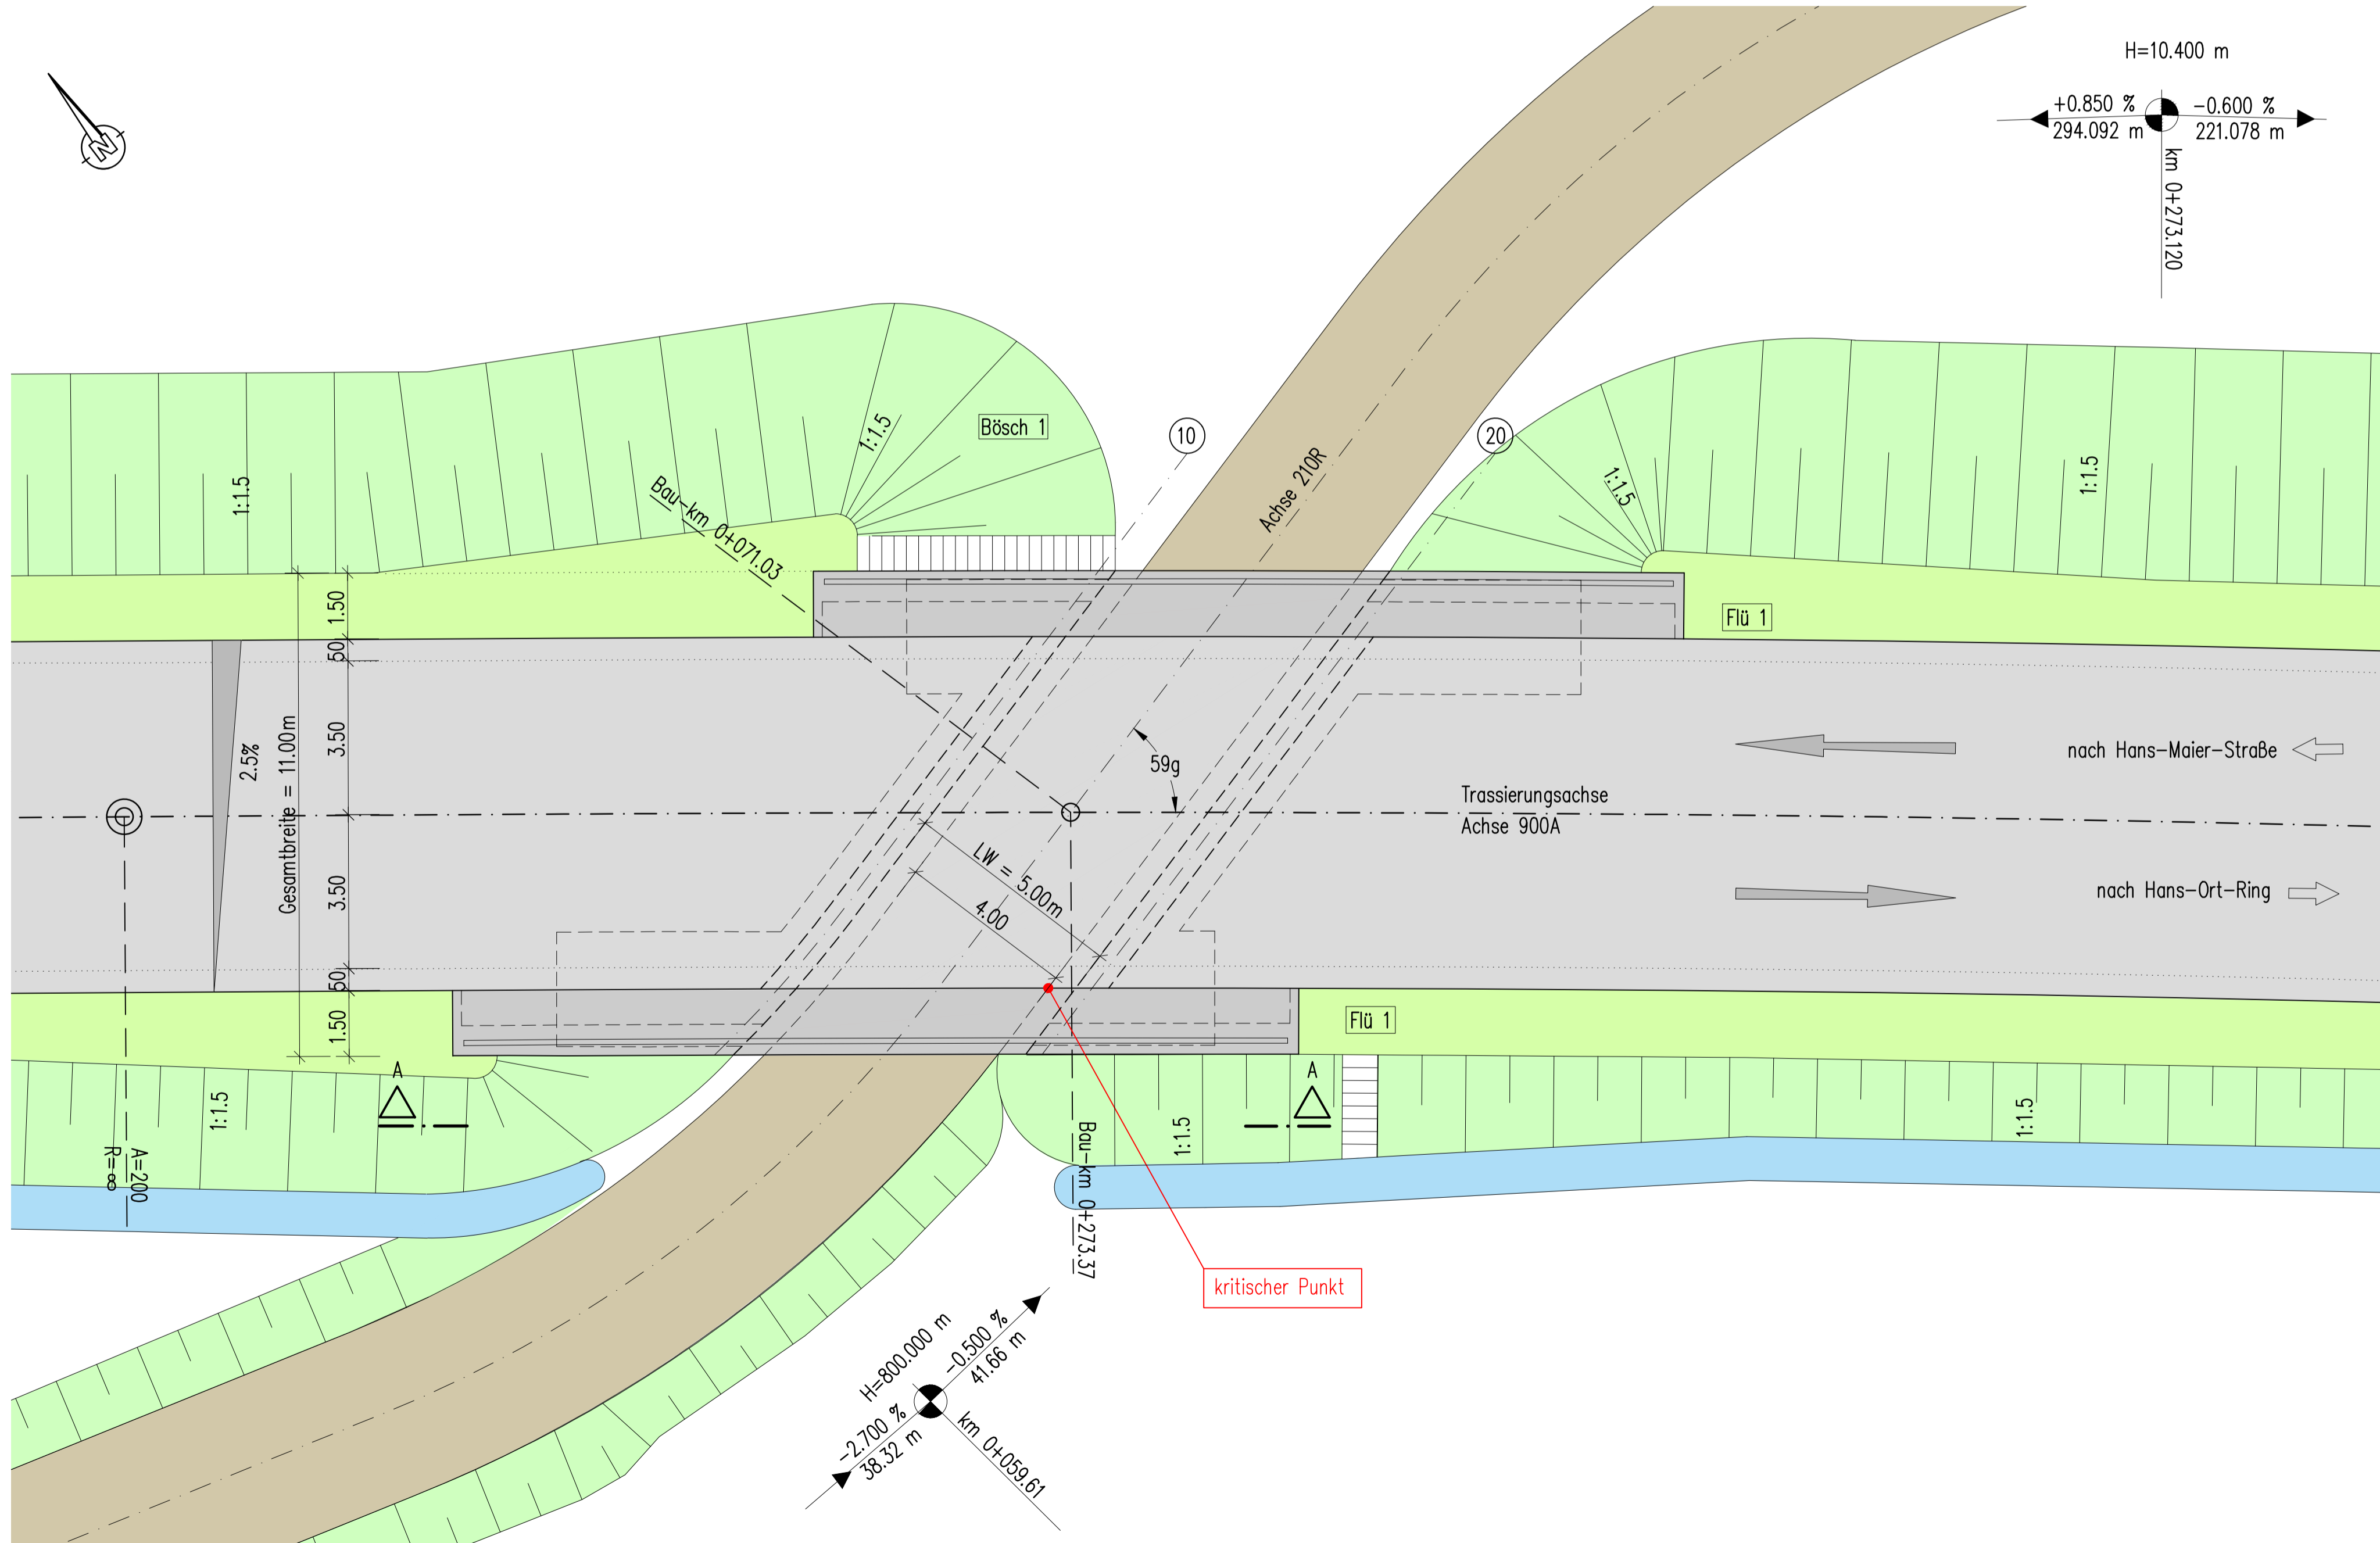 H=10.400 m
+0.850 %
-0.600 %
294.092 m
221.078 m
km 0+273.120
N
Bösch 1
10
20
1:1.5
1:1.5
1:1.5
1:1.5
Achse 210R
Bau-km 0+071.03
Flü 1
1.50
50
3.50
3.50
50
1.50
Gesamtbreite = 11.00m
2.5%
59g
nach Hans-Maier-Straße
Trassierungsachse
Achse 900A
nach Hans-Ort-Ring
LW = 5.00m
4.00
Flü 1
A
A
1:1.5
1:1.5
1:1.5
A=200
R=∞
Bau-km 0+273.37
kritischer Punkt
H=800.000 m
-0.500 %
41.66 m
-2.700 %
38.32 m
km 0+059.61